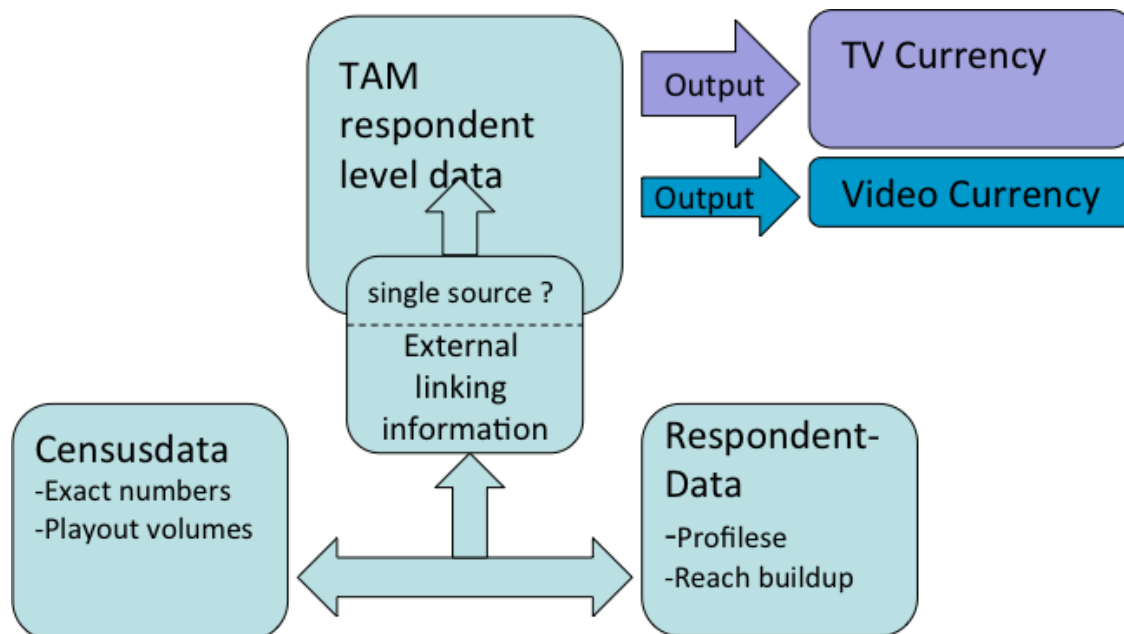 TAM
respondent
level data
Output
TV Currency
Output
Video Currency
single source ?
External
linking
information
Censusdata
-Exact numbers
-Playout volumes
Respondent-
Data
-Profilese
-Reach buildup